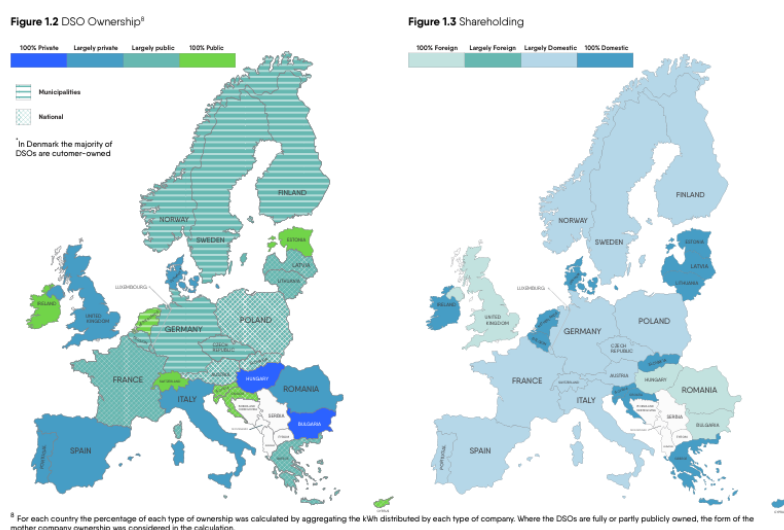 Figure 1.2 DSO Ownership⁸
100% Private
Largely private
Largely public
100% Public
Municipalities
National
*In Denmark the majority of
DSOs are cutomer-owned
FINLAND
NORWAY
SWEDEN
ESTONIA
LATVIA
LITHUANIA
LUXEMBOURG
IRELAND
UNITED
KINGDOM
POLAND
GERMANY
CZECH
REPUBLIC
AUSTRIA
FRANCE
HUNGARY
ROMANIA
ITALY
SERBIA
BULGARIA
PORTUGAL
SPAIN
Figure 1.3 Shareholding
100% Foreign
Largely Foreign
Largely Domestic
100% Domestic
FINLAND
NORWAY
SWEDEN
ESTONIA
LATVIA
LITHUANIA
LUXEMBURG
IRELAND
UNITED
KINGDOM
POLAND
GERMANY
CZECH
REPUBLIC
AUSTRIA
FRANCE
HUNGARY
ROMANIA
ITALY
SERBIA
BULGARIA
PORTUGAL
SPAIN
⁸ For each country the percentage of each type of ownership was calculated by aggregating the kWh distributed by each type of company. Where the DSOs are fully or partly publicly owned, the form of the
mother company ownership was considered in the calculation.